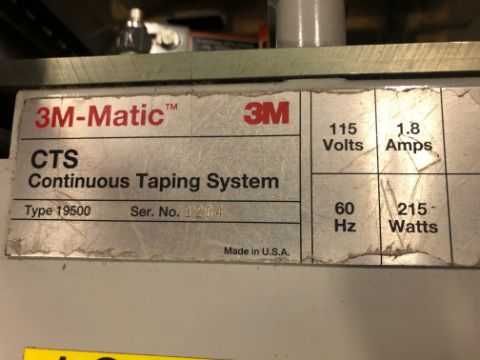 3M-Matic™ 3M
CTS
Continuous Taping System
Type 19500 Ser. No. 1204
Made in U.S.A.
115 Volts
1.8 Amps
60 Hz
215 Watts